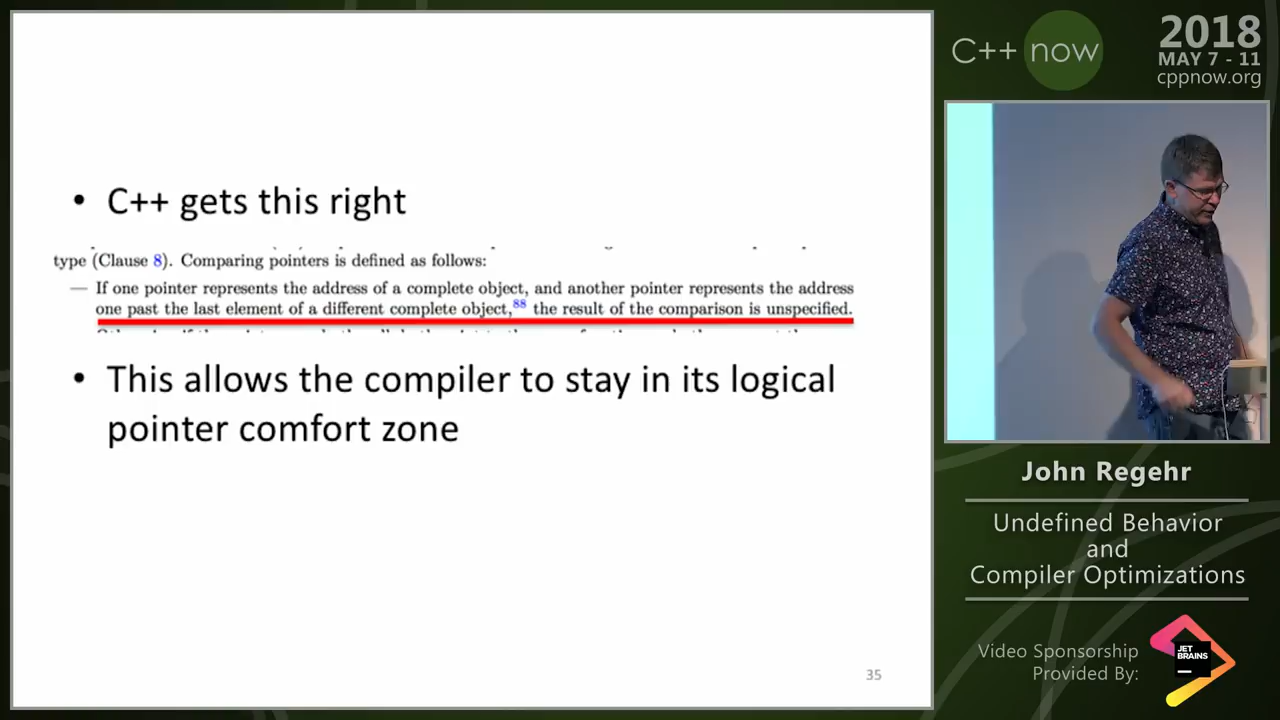 • C++ gets this right
type (Clause 8). Comparing pointers is defined as follows:
— If one pointer represents the address of a complete object, and another pointer represents the address
one past the last element of a different complete object,88 the result of the comparison is unspecified.
• This allows the compiler to stay in its logical
pointer comfort zone
35
C++ now
2018
MAY 7 - 11
cppnow.org
John Regehr
Undefined Behavior
and
Compiler Optimizations
Video Sponsorship
Provided By:
JET
BRAINS